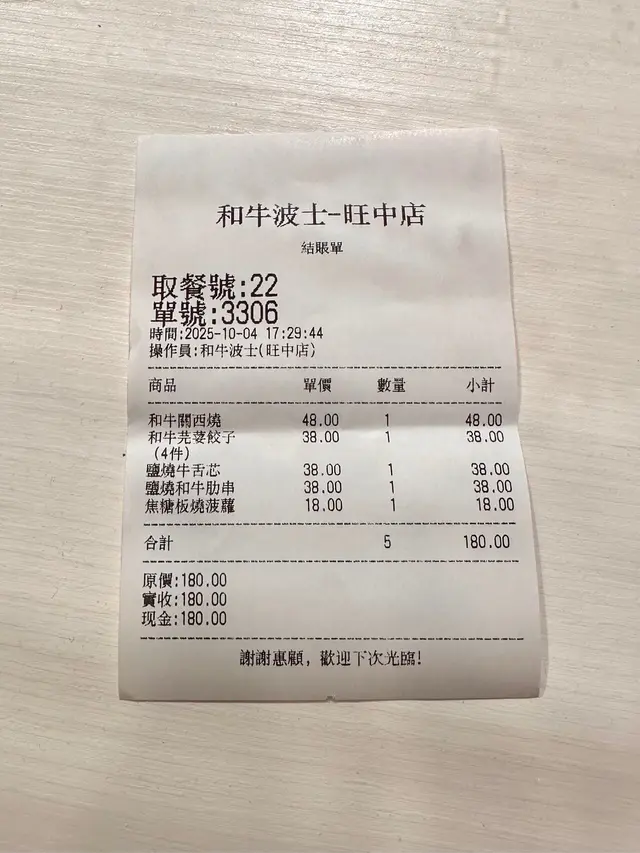 和牛波士-旺中店
結賬單
取餐號:22
單號:3306
時間:2025-10-04 17:29:44
操作員:和牛波士(旺中店)
商品 單價 數量 小計
和牛關西燒 48.00 1 48.00
和牛芫荽餃子 38.00 1 38.00
(4件)
鹽燒牛舌芯 38.00 1 38.00
鹽燒和牛肋串 38.00 1 38.00
焦糖板燒菠蘿 18.00 1 18.00
合計 5 180.00
原價:180.00
實收:180.00
现金:180.00
謝謝惠顧, 歡迎下次光臨!